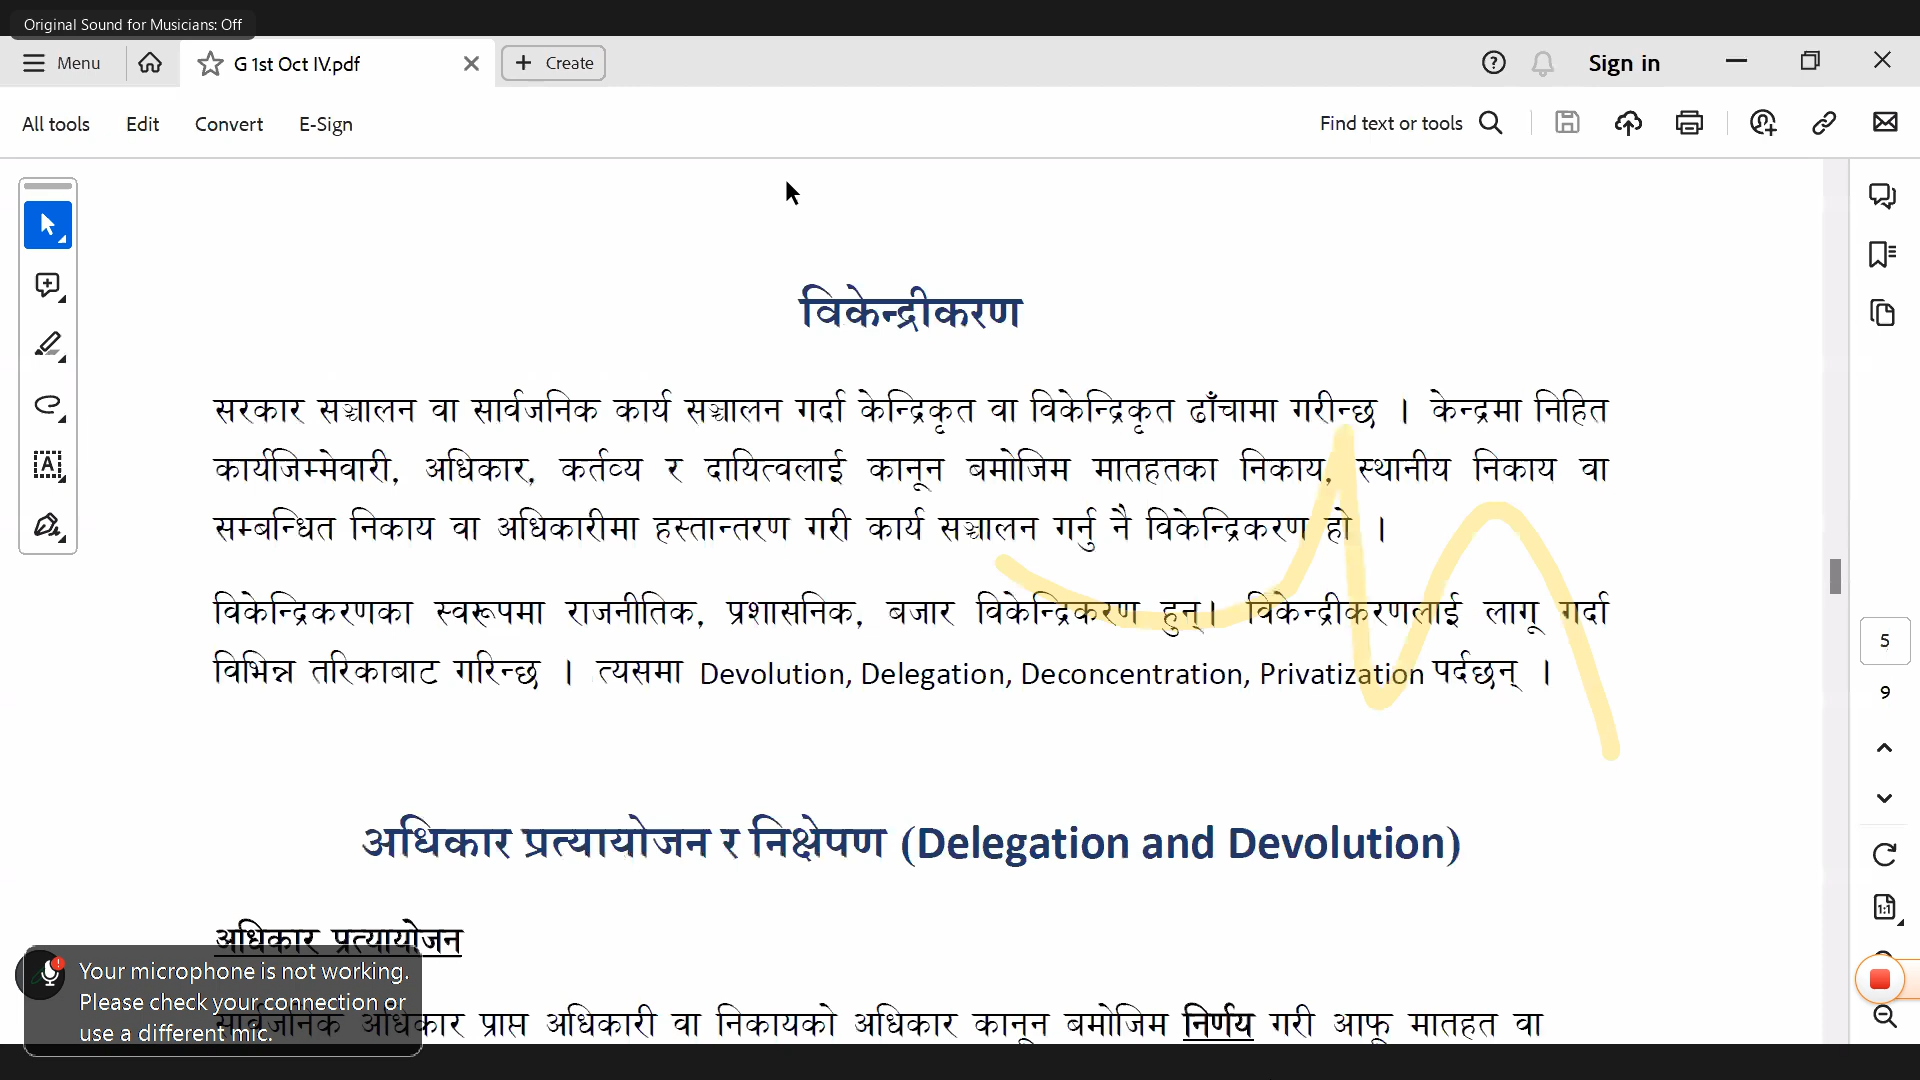 Original Sound for Musicians: Off
Menu
G 1st Oct IV.pdf
Create
Sign in
All tools Edit Convert E-Sign
Find text or tools
विकेन्द्रीकरण
सरकार सञ्चालन वा सार्वजनिक कार्य सञ्चालन गर्दा केन्द्रिकृत वा विकेन्द्रिकृत ढाँचामा गरीन्छ । केन्द्रमा निहित
कार्यजिम्मेवारी, अधिकार, कर्तव्य र दायित्वलाई कानून बमोजिम मातहतका निकाय, स्थानीय निकाय वा
सम्बन्धित निकाय वा अधिकारीमा हस्तान्तरण गरी कार्य सञ्चालन गर्नु नै विकेन्द्रिकरण हो ।
विकेन्द्रिकरणका स्वरूपमा राजनीतिक, प्रशासनिक, बजार विकेन्द्रिकरण हुन्। विकेन्द्रीकरणलाई लागू गर्दा
विभिन्न तरिकाबाट गरिन्छ । त्यसमा Devolution, Delegation, Deconcentration, Privatization पर्दछन् ।
5
9
अधिकार प्रत्यायोजन र निक्षेपण (Delegation and Devolution)
अधिकार प्रत्यायोजन
सार्वजनिक अधिकार प्राप्त अधिकारी वा निकायको अधिकार कानून बमोजिम निर्णय गरी आफू मातहत वा
Your microphone is not working.
Please check your connection or
use a different mic.